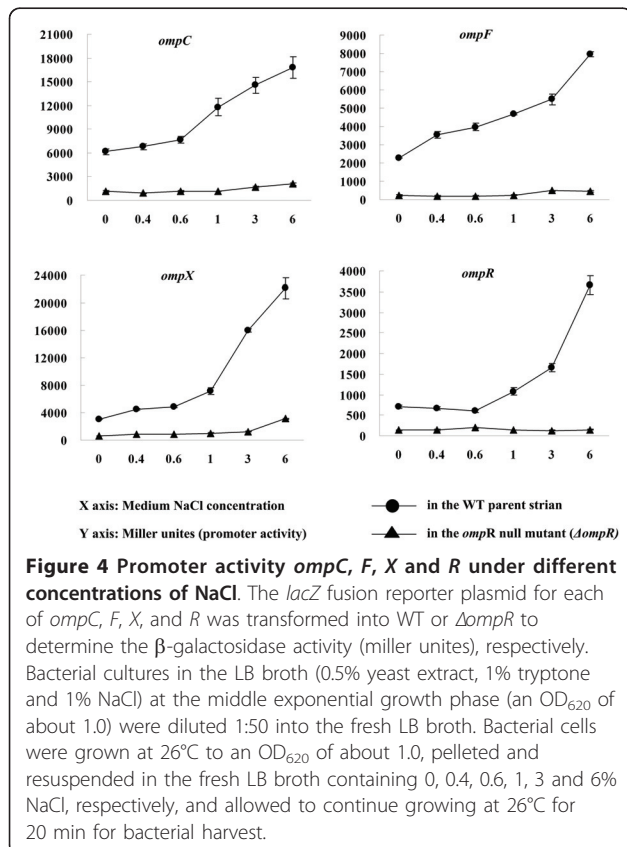 ompC
21000
18000
15000
12000
9000
6000
3000
0
0 0.4 0.6 1 3 6
ompF
9000
8000
7000
6000
5000
4000
3000
2000
1000
0
0 0.4 0.6 1 3 6
ompX
24000
20000
16000
12000
8000
4000
0
0 0.4 0.6 1 3 6
ompR
4000
3500
3000
2500
2000
1500
1000
500
0
0 0.4 0.6 1 3 6
X axis: Medium NaCl concentration
Y axis: Miller unites (promoter activity)
in the WT parent strian
in the ompR null mutant (ΔompR)
Figure 4 Promoter activity ompC, F, X and R under different
concentrations of NaCl. The lacZ fusion reporter plasmid for each
of ompC, F, X, and R was transformed into WT or ΔompR to
determine the β-galactosidase activity (miller unites), respectively.
Bacterial cultures in the LB broth (0.5% yeast extract, 1% tryptone
and 1% NaCl) at the middle exponential growth phase (an OD620 of
about 1.0) were diluted 1:50 into the fresh LB broth. Bacterial cells
were grown at 26°C to an OD620 of about 1.0, pelleted and
resuspended in the fresh LB broth containing 0, 0.4, 0.6, 1, 3 and 6%
NaCl, respectively, and allowed to continue growing at 26°C for
20 min for bacterial harvest.